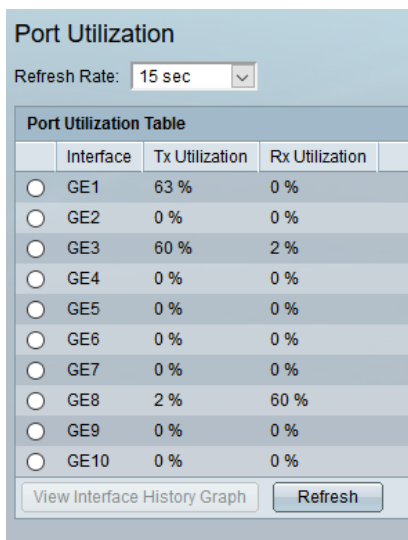 Port Utilization
Refresh Rate: 15 sec
Port Utilization Table
Interface Tx Utilization Rx Utilization
GE1 63 % 0 %
GE2 0 % 0 %
GE3 60 % 2 %
GE4 0 % 0 %
GE5 0 % 0 %
GE6 0 % 0 %
GE7 0 % 0 %
GE8 2 % 60 %
GE9 0 % 0 %
GE10 0 % 0 %
View Interface History Graph Refresh